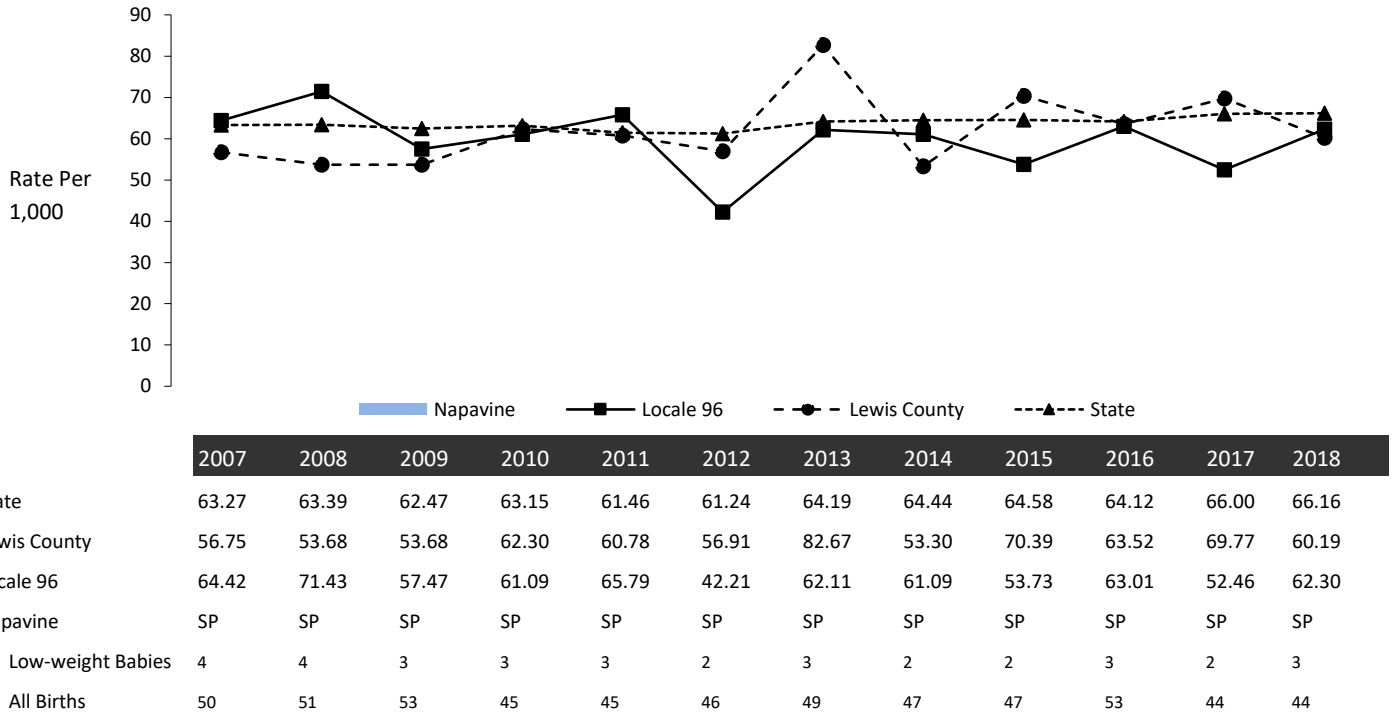 90
80
70
60
50
40
30
20
10
0
Rate Per
1,000
Napavine Locale 96 Lewis County State
2007 2008 2009 2010 2011 2012 2013 2014 2015 2016 2017 2018
ate 63.27 63.39 62.47 63.15 61.46 61.24 64.19 64.44 64.58 64.12 66.00 66.16
wis County 56.75 53.68 53.68 62.30 60.78 56.91 82.67 53.30 70.39 63.52 69.77 60.19
cale 96 64.42 71.43 57.47 61.09 65.79 42.21 62.11 61.09 53.73 63.01 52.46 62.30
pavine SP SP SP SP SP SP SP SP SP SP SP SP
Low-weight Babies 4 4 3 3 3 2 3 2 2 3 2 3
All Births 50 51 53 45 45 46 49 47 47 53 44 44